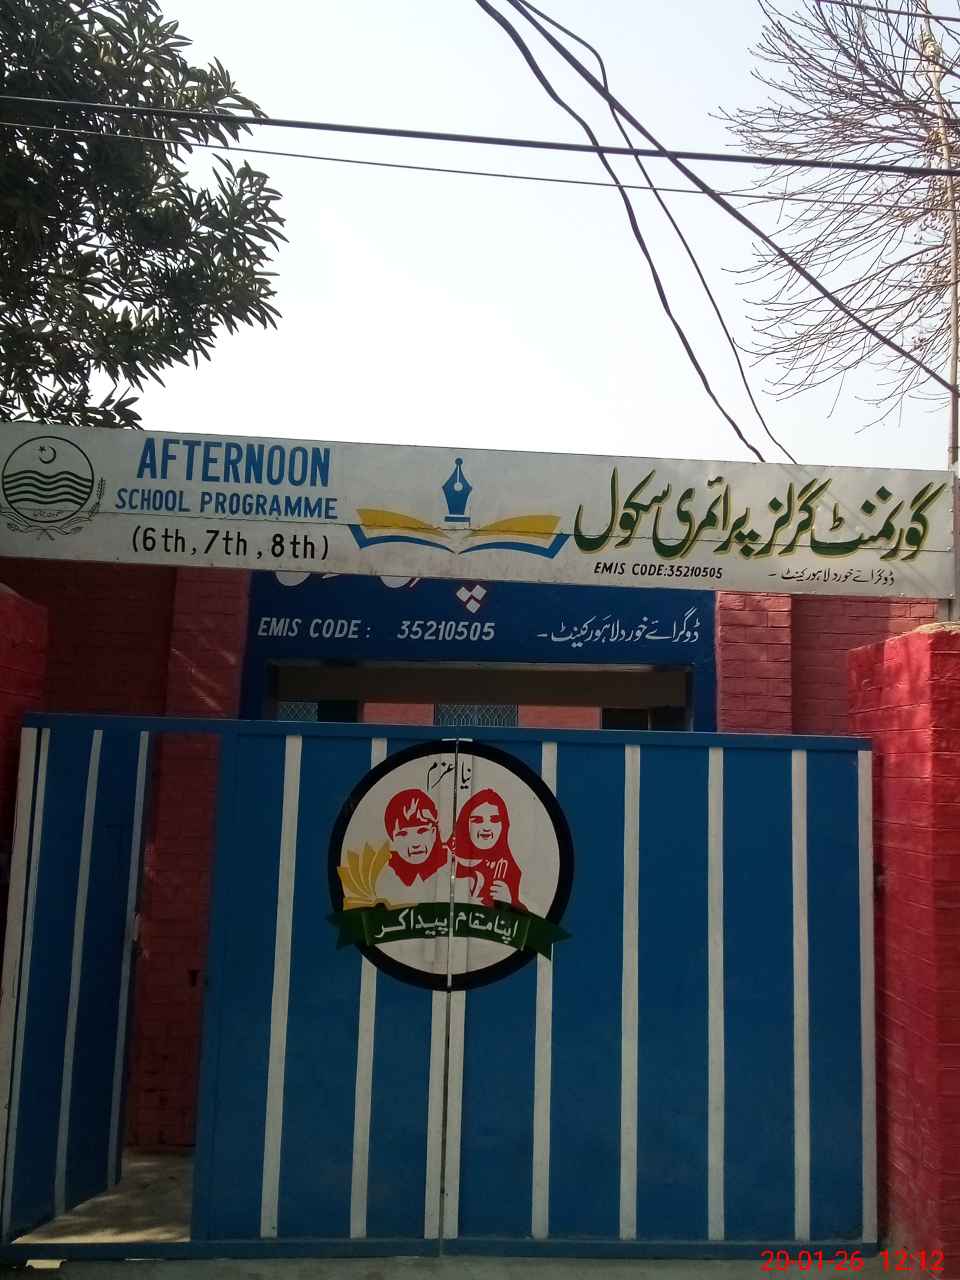 AFTERNOON
SCHOOL PROGRAMME
(6th, 7th, 8th)
گورنمنٹ گرلز پرائمری سکول
EMIS CODE:35210505
ڈوگرائے خورد لاہور کینٹ -
EMIS CODE: 35210505
ڈوگرائے خورد لاہور کینٹ -
نیا عزم
اپنا مقام پیدا کر
20-01-26 12:12